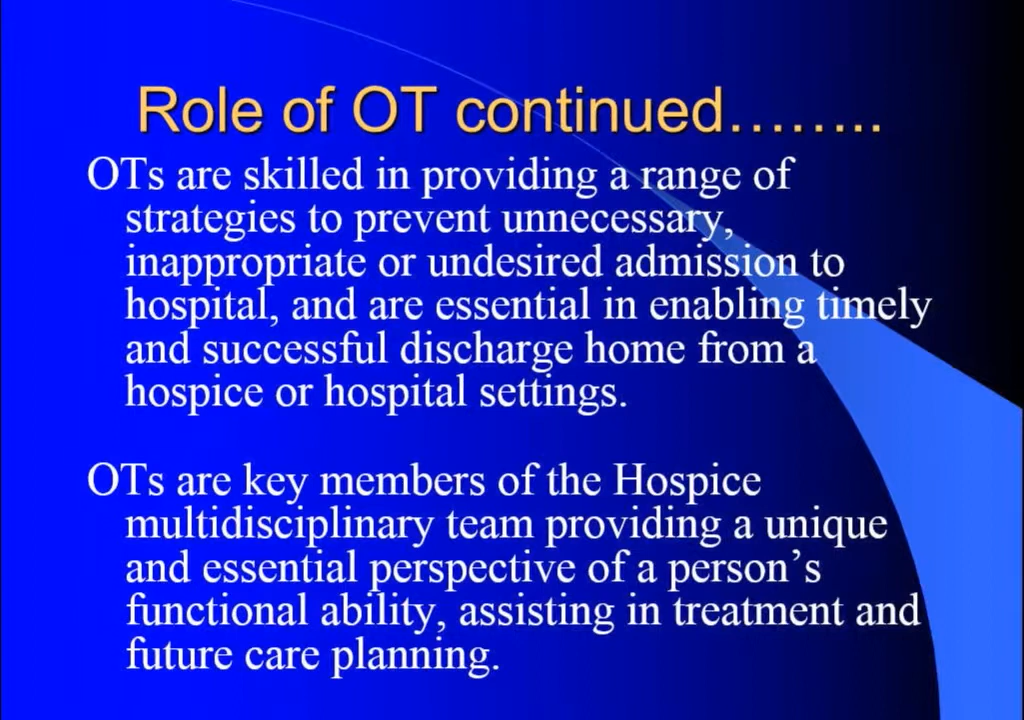 Role of OT continued……..
OTs are skilled in providing a range of
strategies to prevent unnecessary,
inappropriate or undesired admission to
hospital, and are essential in enabling timely
and successful discharge home from a
hospice or hospital settings.
OTs are key members of the Hospice
multidisciplinary team providing a unique
and essential perspective of a person’s
functional ability, assisting in treatment and
future care planning.